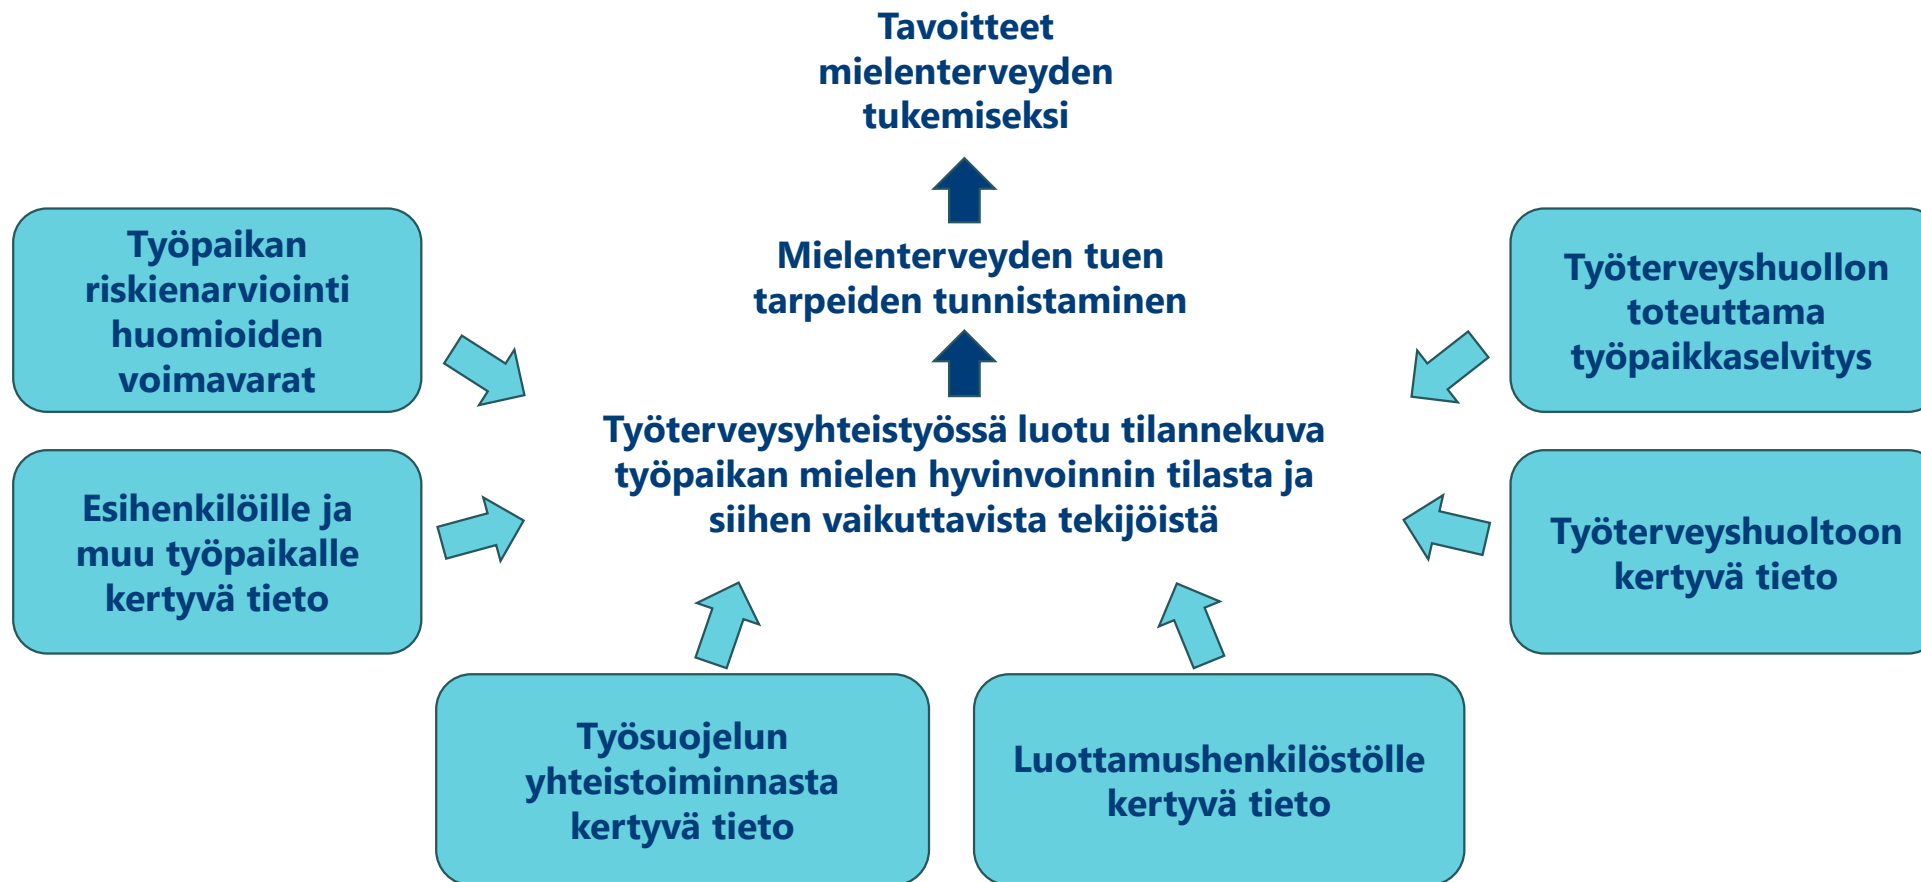 Tavoitteet
mielenterveyden
tukemiseksi
Mielenterveyden tuen
tarpeiden tunnistaminen
Työterveysyhteistyössä luotu tilannekuva
työpaikan mielen hyvinvoinnin tilasta ja
siihen vaikuttavista tekijöistä
Työpaikan
riskienarviointi
huomioiden
voimavarat
Esihenkilöille ja
muu työpaikalle
kertyvä tieto
Työsuojelun
yhteistoiminnasta
kertyvä tieto
Luottamushenkilöstölle
kertyvä tieto
Työterveyshuoltoon
kertyvä tieto
Työterveyshuollon
toteuttama
työpaikkaselvitys